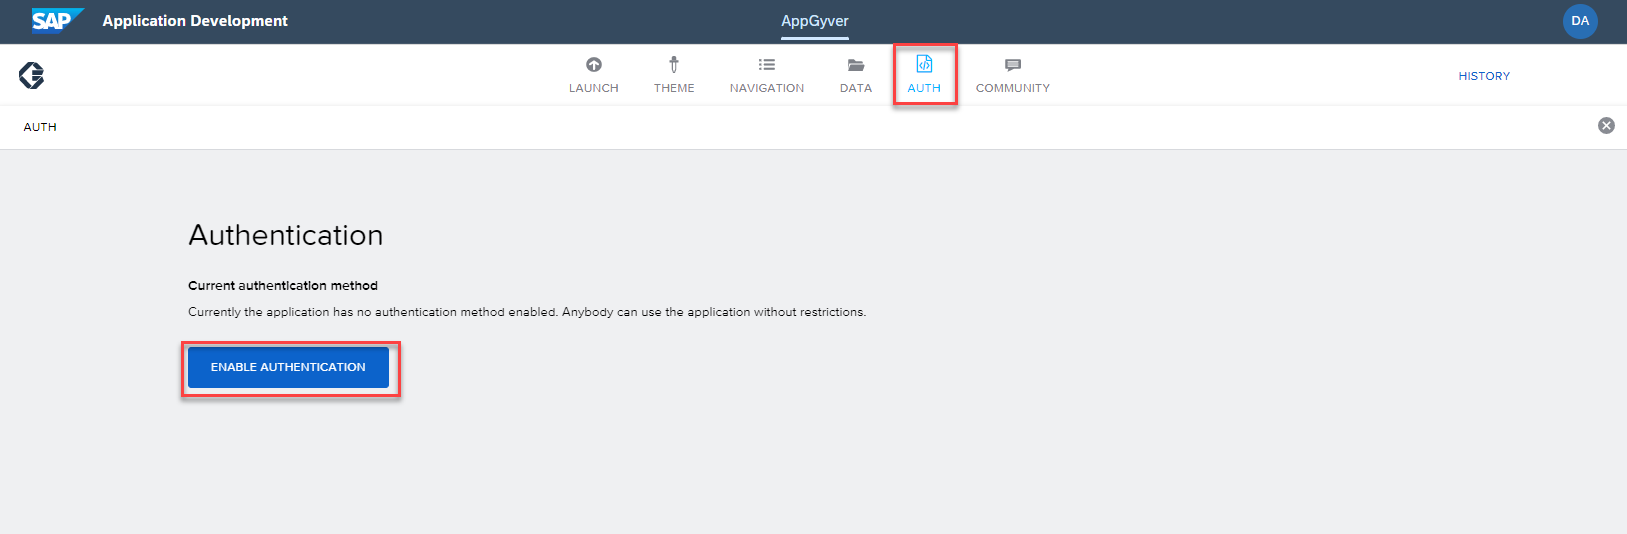 SAP Application Development AppGyver DA
LAUNCH THEME NAVIGATION DATA AUTH COMMUNITY HISTORY
AUTH
Authentication
Current authentication method
Currently the application has no authentication method enabled. Anybody can use the application without restrictions.
ENABLE AUTHENTICATION